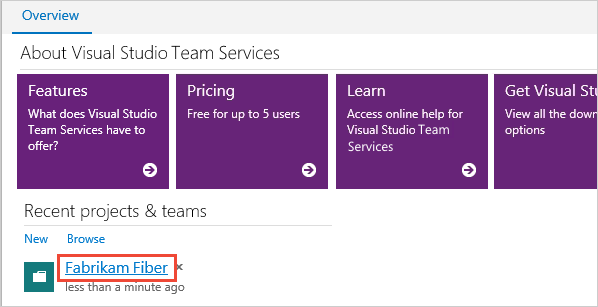 Overview
About Visual Studio Team Services
Features
What does Visual Studio
Team Services have to
offer?
Pricing
Free for up to 5 users
Learn
Access online help for
Visual Studio Team
Services
Get Visual Stu
View all the down
options
Recent projects & teams
New Browse
Fabrikam Fiber ×
less than a minute ago